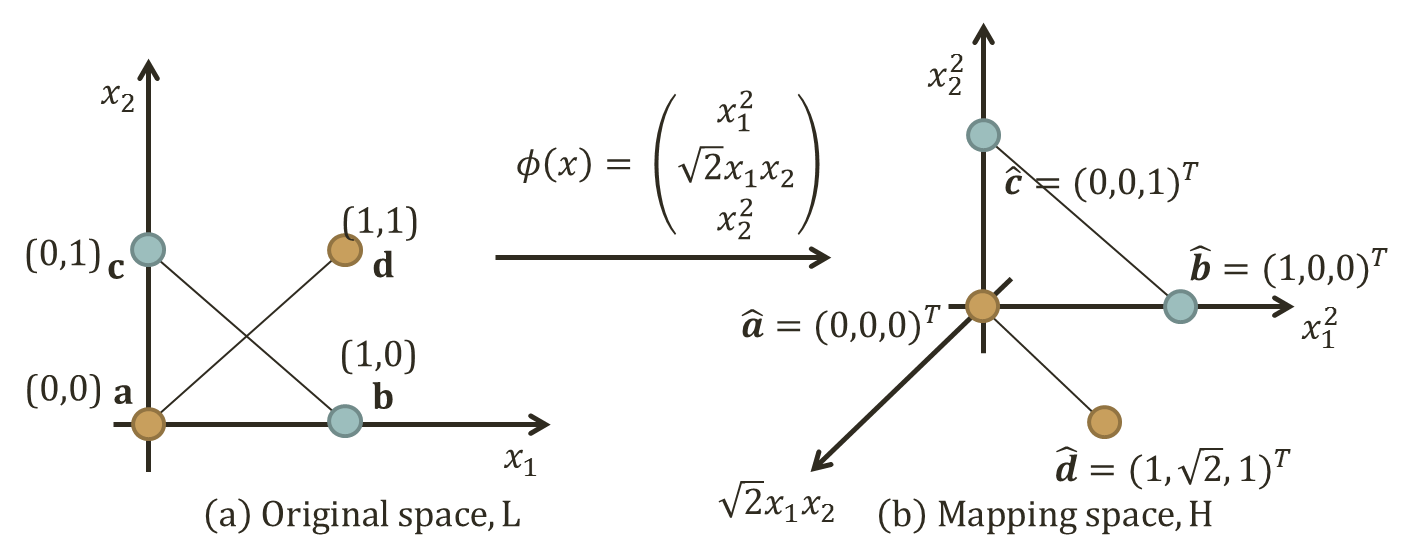 x₂
(0,1) c
(1,1)
d
(0,0) a
(1,0)
b
x₁
(a) Original space, L
ϕ(x) = ( x₁²
√2x₁x₂
x₂² )
x₂²
ĉ = (0,0,1)ᵀ
b̂ = (1,0,0)ᵀ
â = (0,0,0)ᵀ
x₁²
d̂ = (1,√2, 1)ᵀ
√2x₁x₂
(b) Mapping space, H